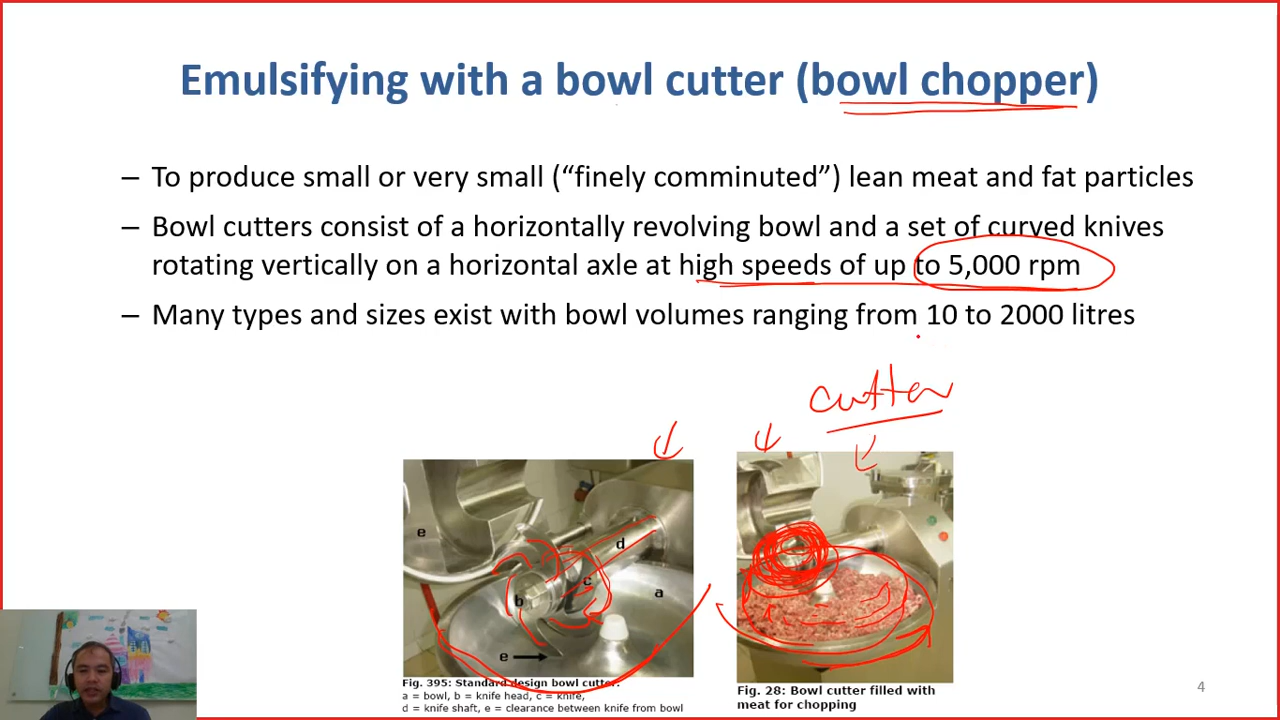 Emulsifying with a bowl cutter (bowl chopper)
– To produce small or very small (“finely comminuted”) lean meat and fat particles
– Bowl cutters consist of a horizontally revolving bowl and a set of curved knives
rotating vertically on a horizontal axle at high speeds of up to 5,000 rpm
– Many types and sizes exist with bowl volumes ranging from 10 to 2000 litres
cutter
e
d
c
b
a
e
Fig. 395: Standard design bowl cutter:
a = bowl, b = knife head, c = knife,
d = knife shaft, e = clearance between knife from bowl
Fig. 28: Bowl cutter filled with
meat for chopping
4